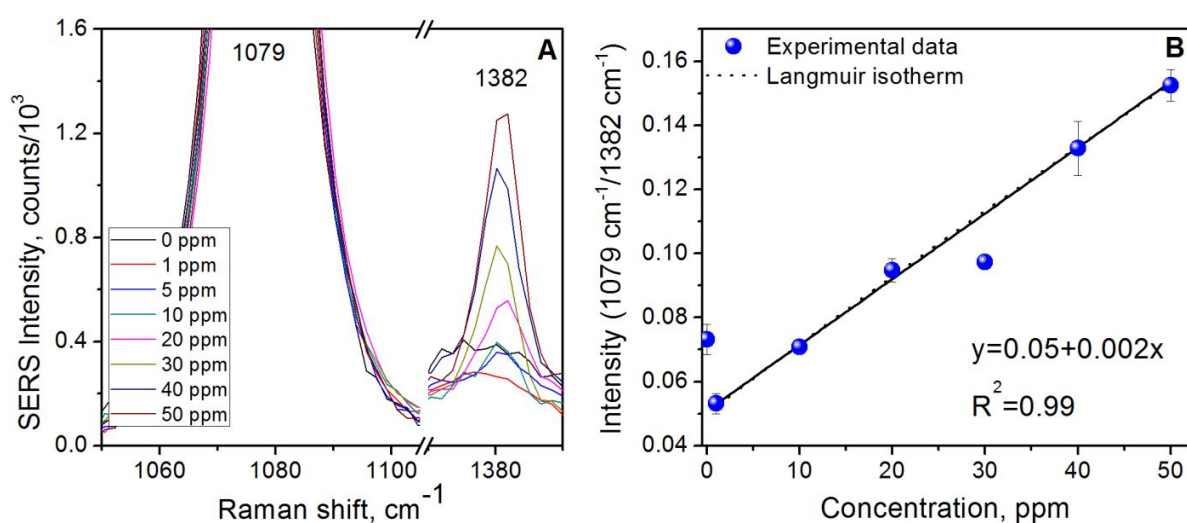 A
1079
1382
SERS Intensity, counts/10³
1.6
1.2
0.8
0.4
0.0
0 ppm
1 ppm
5 ppm
10 ppm
20 ppm
30 ppm
40 ppm
50 ppm
1060
1080
1100
1380
Raman shift, cm⁻¹
B
Experimental data
Langmuir isotherm
Intensity (1079 cm⁻¹/1382 cm⁻¹)
0.16
0.14
0.12
0.10
0.08
0.06
0.04
y=0.05+0.002x
R²=0.99
0
10
20
30
40
50
Concentration, ppm